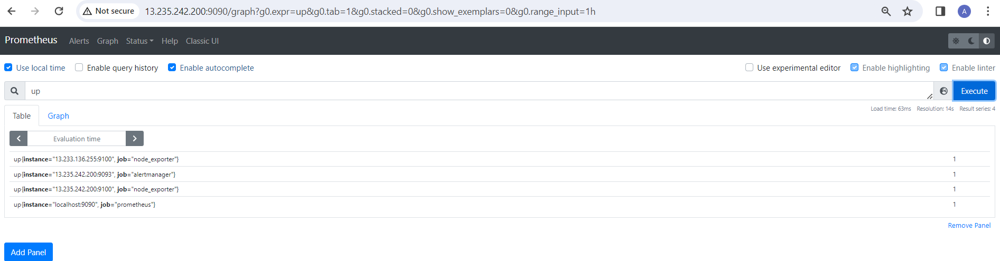 Not secure 13.235.242.200:9090/graph?g0.expr=up&g0.tab=1&g0.stacked=0&g0.show_exemplars=0&g0.range_input=1h A
Prometheus Alerts Graph Status Help Classic UI
Use local time Enable query history Enable autocomplete Use experimental editor Enable highlighting Enable linter
up Execute
Table Graph Load time: 63ms Resolution: 14s Result series: 4
Evaluation time
up{instance="13.233.136.255:9100", job="node_exporter"} 1
up{instance="13.235.242.200:9093", job="alertmanager"} 1
up{instance="13.235.242.200:9100", job="node_exporter"} 1
up{instance="localhost:9090", job="prometheus"} 1
Remove Panel
Add Panel